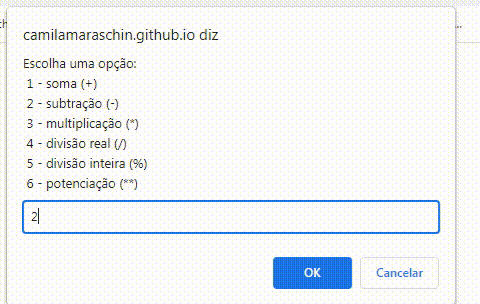 camilamaraschin.github.io diz
Escolha uma opção:
1 - soma (+)
2 - subtração (-)
3 - multiplicação (*)
4 - divisão real (/)
5 - divisão inteira (%)
6 - potenciação (**)
2
OK Cancelar